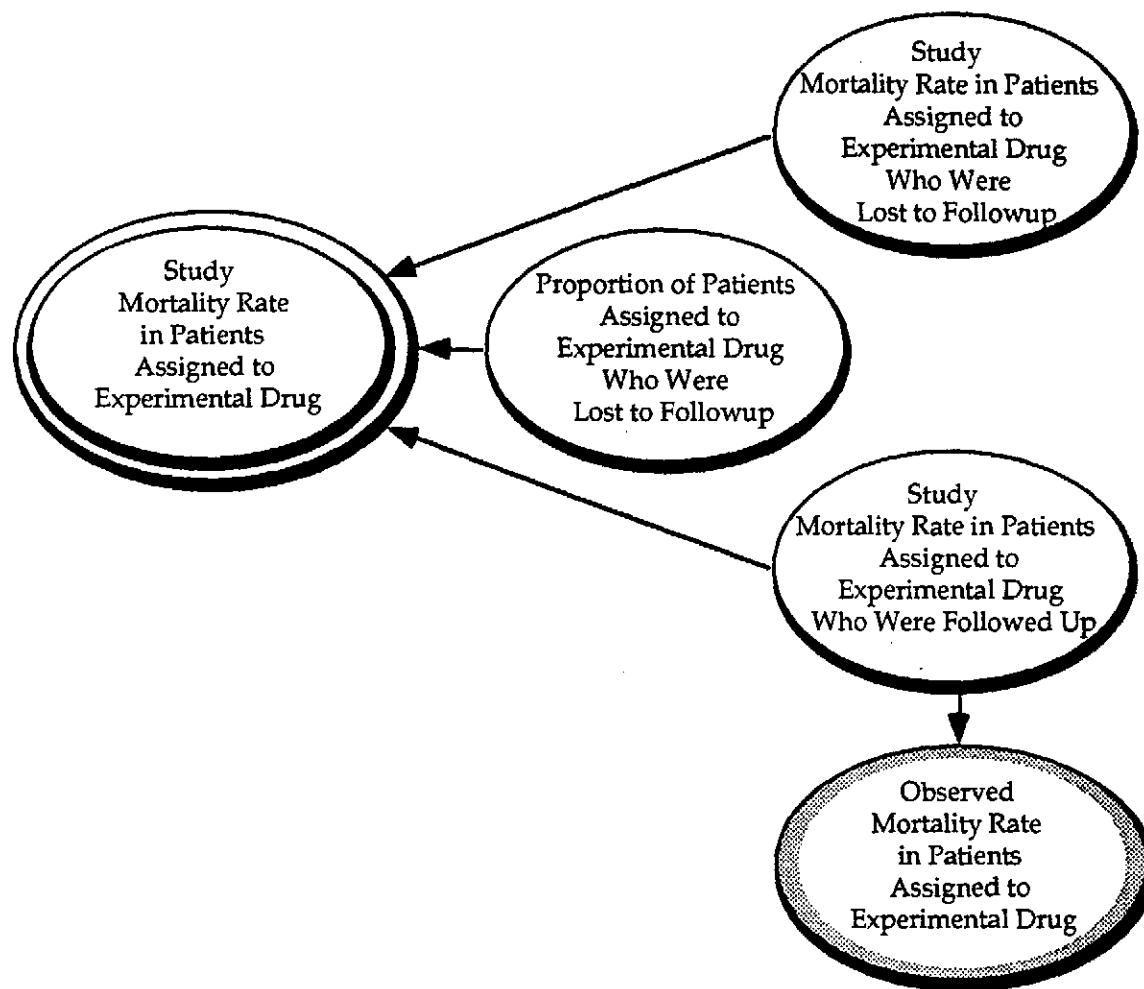 Study
Mortality Rate in Patients
Assigned to
Experimental Drug
Who Were
Lost to Followup
Study
Mortality Rate
in Patients
Assigned to
Experimental Drug
Proportion of Patients
Assigned to
Experimental Drug
Who Were
Lost to Followup
Study
Mortality Rate in Patients
Assigned to
Experimental Drug
Who Were Followed Up
Observed
Mortality Rate
in Patients
Assigned to
Experimental Drug